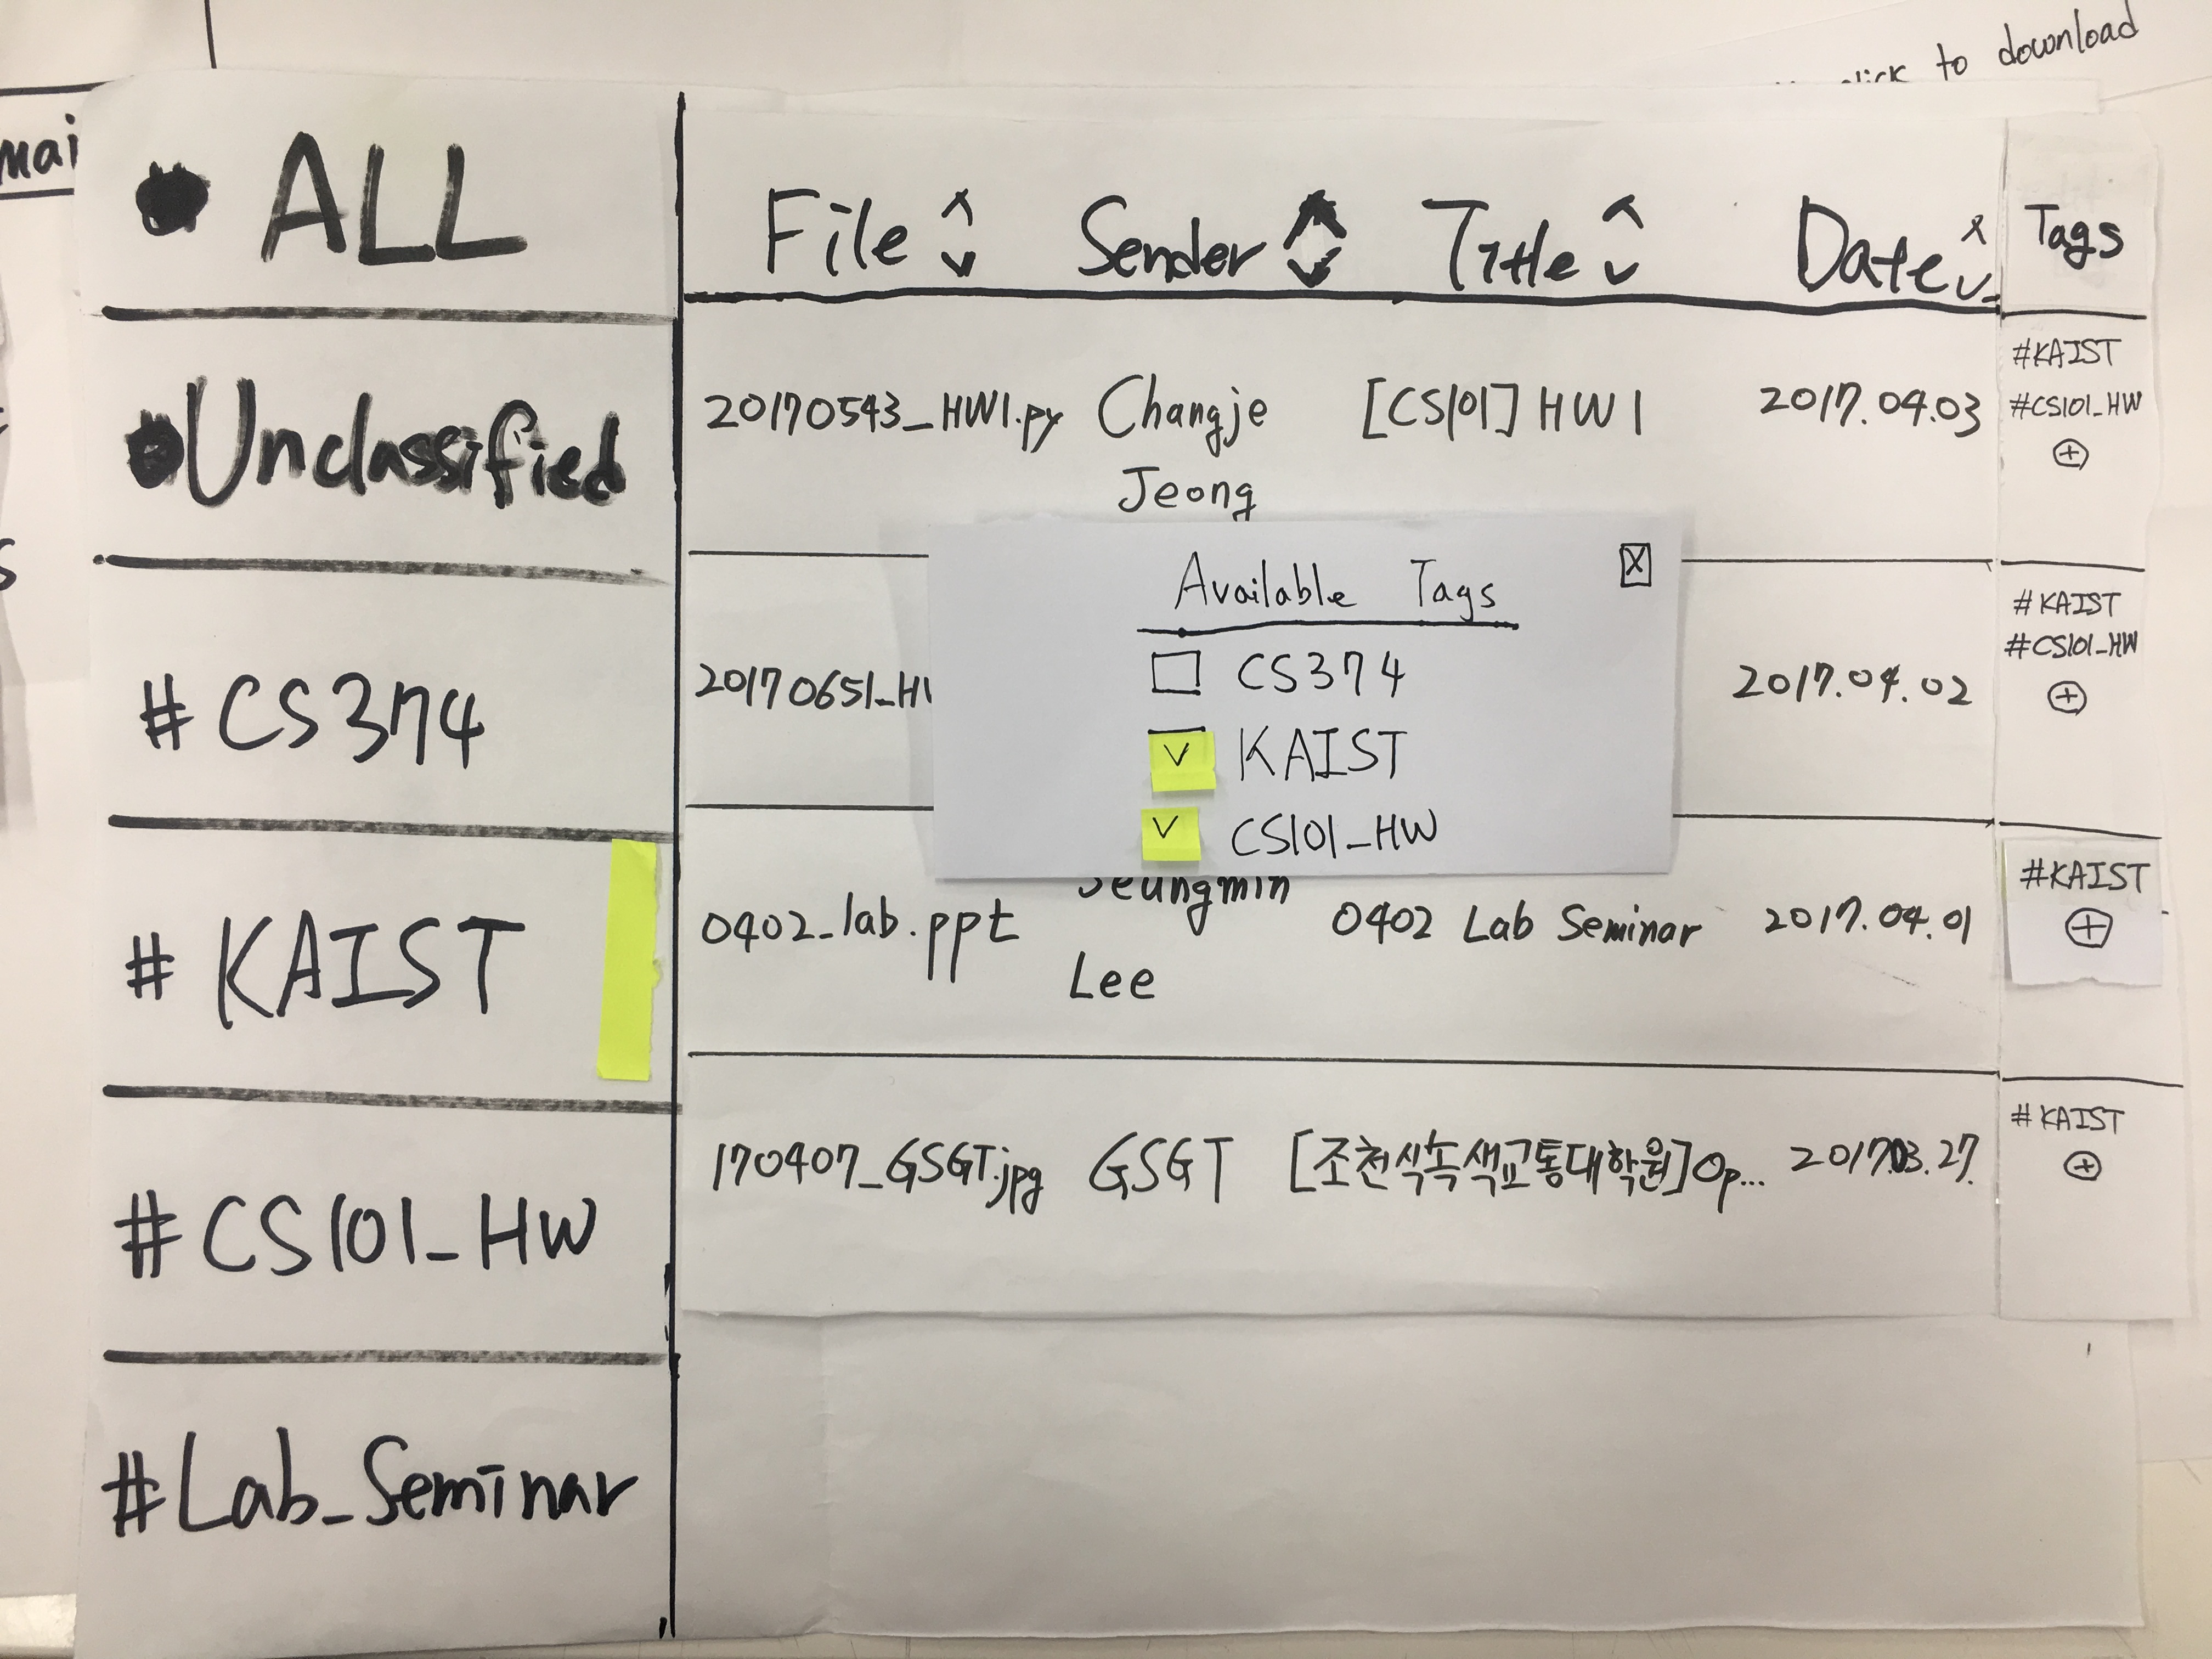 to download
mai
ALL
Unclassified
#CS374
#KAIST
#CS101_HW
#Lab_Seminar
File Sender Title Date Tags
20170543_HW1.py Changje Jeong [CS101] HW1 2017.04.03 #KAIST
#CS101_HW
20170651_H 2017.04.02 #KAIST
#CS101_HW
Available Tags X
CS374
KAIST
CS101_HW
0402_lab.ppt Seungmin Lee 0402 Lab Seminar 2017.04.01 #KAIST
170407_GSGT.jpg GSGT [조천식녹색교통대학원]Op... 2017.03.27. #KAIST